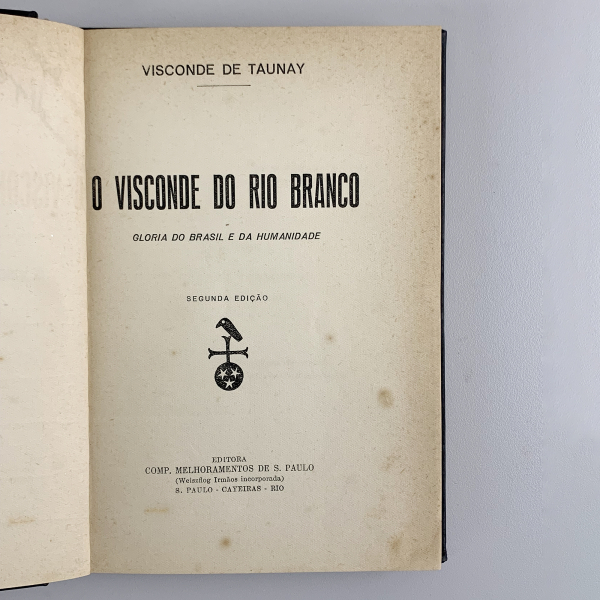 VISCONDE DE TAUNAY
O VISCONDE DO RIO BRANCO
GLORIA DO BRASIL E DA HUMANIDADE
SEGUNDA EDIÇÃO
EDITORA
COMP. MELHORAMENTOS DE S. PAULO
(Weiszflog Irmãos incorporada)
S. PAULO - CAYEIRAS - RIO